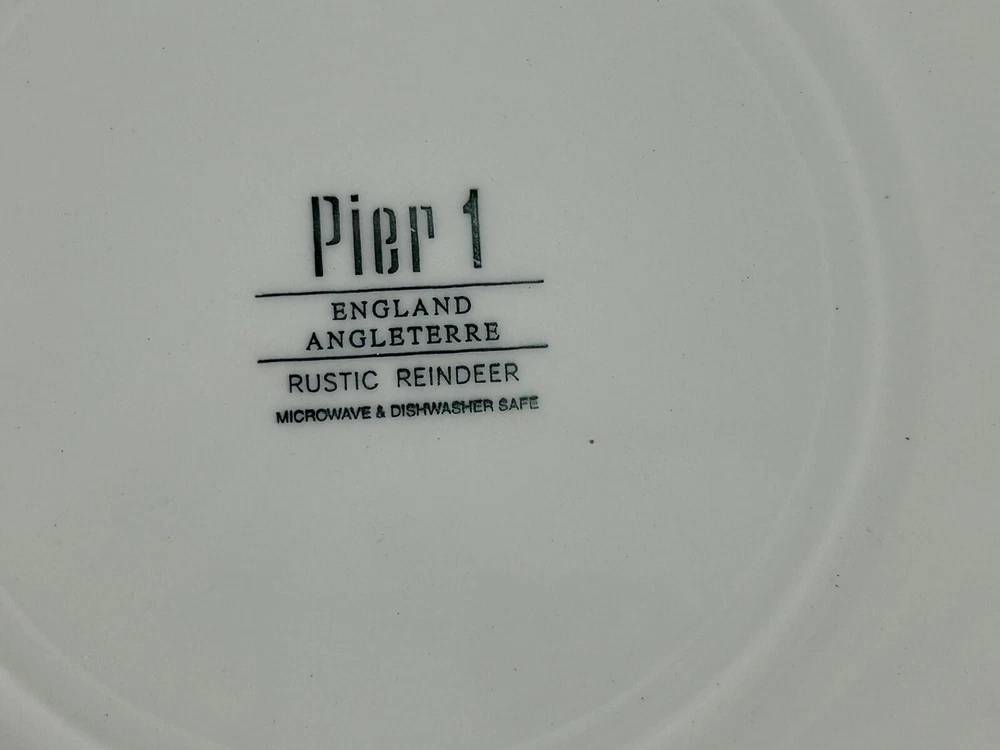 Pier 1
ENGLAND
ANGLETERRE
RUSTIC REINDEER
MICROWAVE & DISHWASHER SAFE